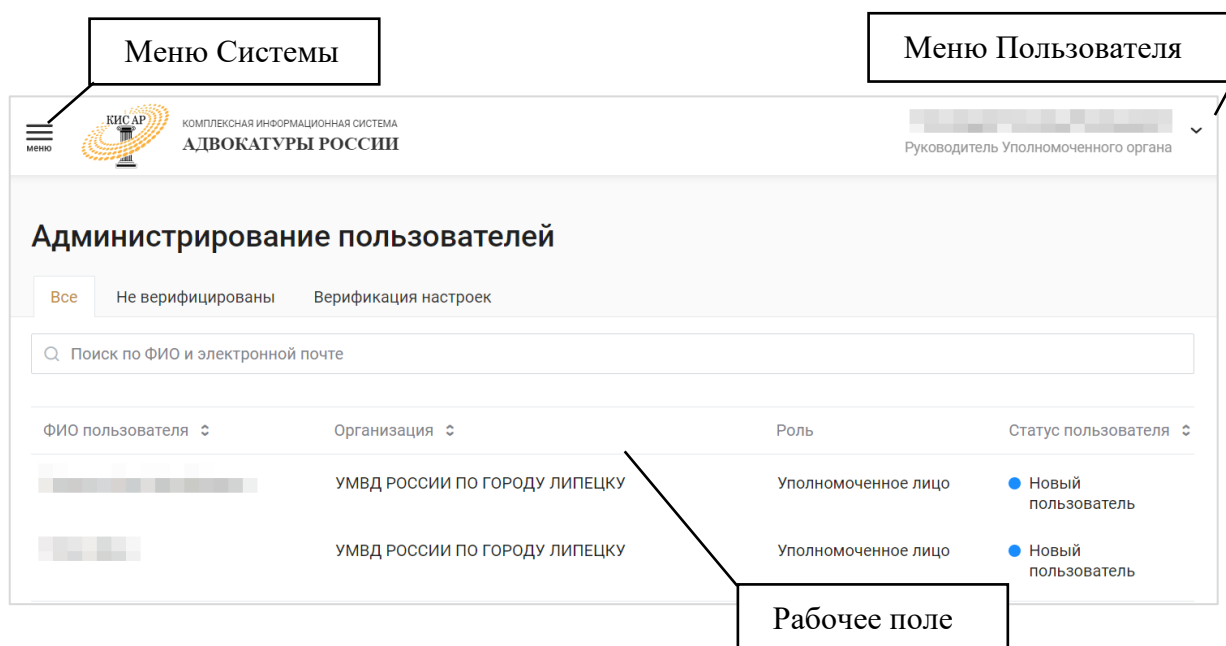 Меню Системы
Меню Пользователя
меню
КИС АР
КОМПЛЕКСНАЯ ИНФОРМАЦИОННАЯ СИСТЕМА
АДВОКАТУРЫ РОССИИ
Руководитель Уполномоченного органа
Администрирование пользователей
Все Не верифицированы Верификация настроек
Поиск по ФИО и электронной почте
ФИО пользователя Организация Роль Статус пользователя
УМВД РОССИИ ПО ГОРОДУ ЛИПЕЦКУ Уполномоченное лицо Новый
пользователь
УМВД РОССИИ ПО ГОРОДУ ЛИПЕЦКУ Уполномоченное лицо Новый
пользователь
Рабочее поле